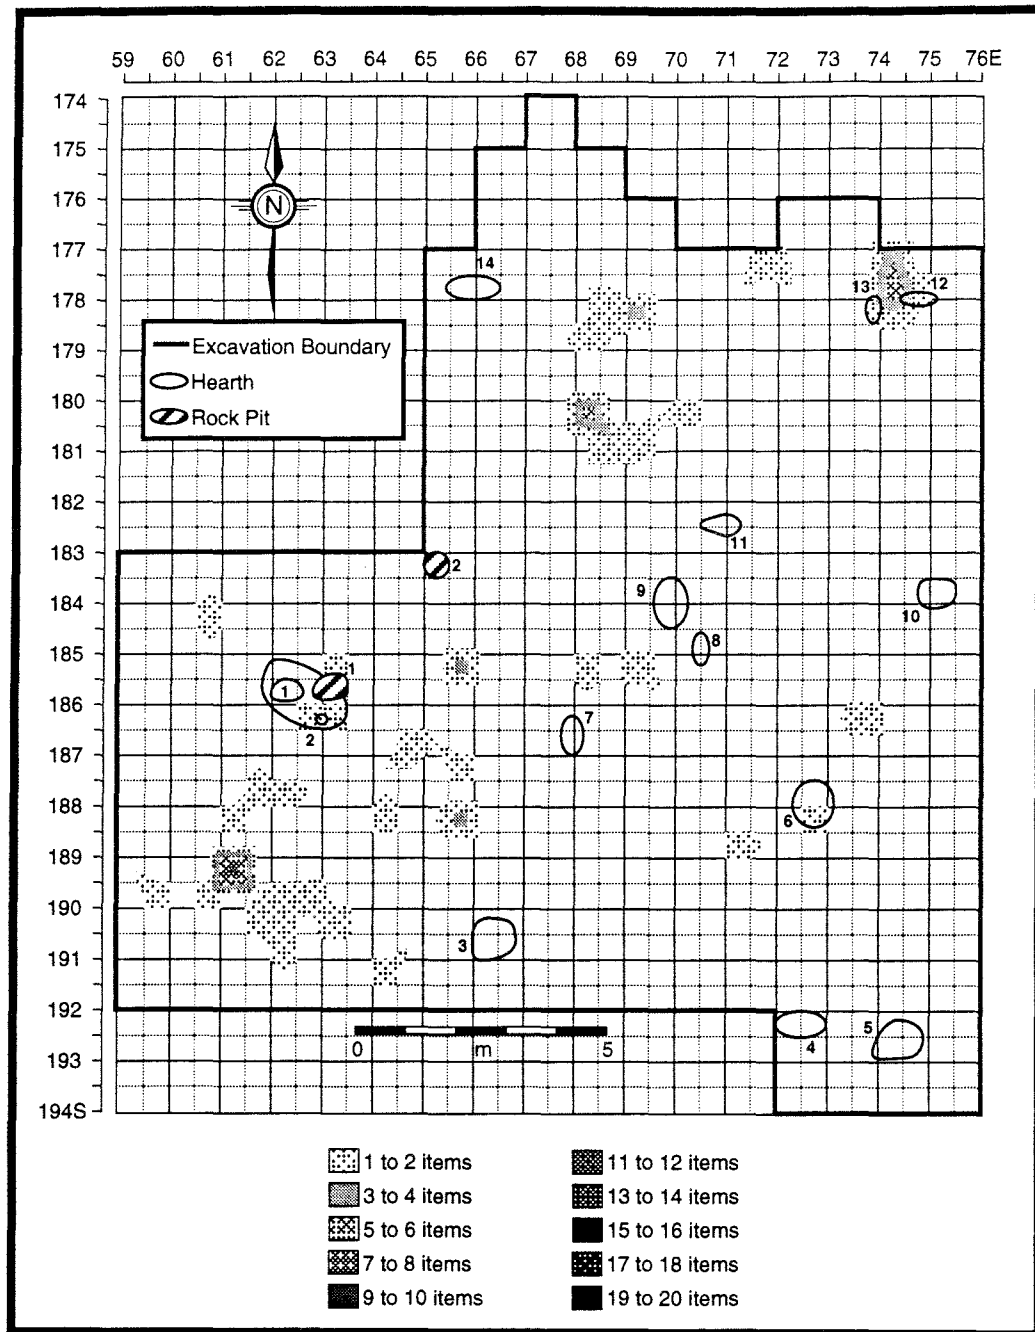 59 60 61 62 63 64 65 66 67 68 69 70 71 72 73 74 75 76E
174
175
176
N
177
14
13 12
178
179
Excavation Boundary
Hearth
180
Rock Pit
181
182
11
183
2
9
184
10
8
185
1
1
186
7
2
187
188
6
189
190
3
191
192
5
0 m 5
4
193
194S
1 to 2 items
3 to 4 items
5 to 6 items
7 to 8 items
9 to 10 items
11 to 12 items
13 to 14 items
15 to 16 items
17 to 18 items
19 to 20 items